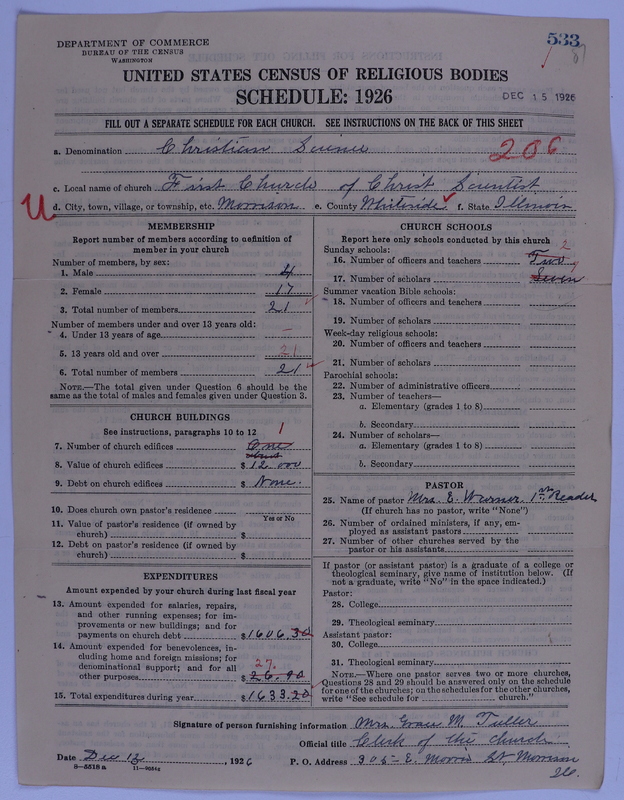 533
81
DEPARTMENT OF COMMERCE
BUREAU OF THE CENSUS
WASHINGTON
UNITED STATES CENSUS OF RELIGIOUS BODIES
SCHEDULE: 1926
DEC 15 1926
FILL OUT A SEPARATE SCHEDULE FOR EACH CHURCH. SEE INSTRUCTIONS ON THE BACK OF THIS SHEET
a. Denomination Christian Science
206
c. Local name of church First Church of Christ Scientist
U d. City, town, village, or township, etc. Morrison e. County Whiteside f. State Illinois
MEMBERSHIP
Report number of members according to definition of
member in your church
Number of members, by sex:
1. Male 4
2. Female 17
3. Total number of members 21
Number of members under and over 13 years old:
4. Under 13 years of age –
5. 13 years old and over 21
6. Total number of members 21
NOTE.—The total given under Question 6 should be the
same as the total of males and females given under Question 3.
CHURCH BUILDINGS
See instructions, paragraphs 10 to 12 1
7. Number of church edifices One
8. Value of church edifices $ 12 000
9. Debt on church edifices $ None.
10. Does church own pastor's residence
Yes or No
11. Value of pastor's residence (if owned by
church) $
12. Debt on pastor's residence (if owned by
church) $
EXPENDITURES
Amount expended by your church during last fiscal year
13. Amount expended for salaries, repairs,
and other running expenses; for im-
provements or new buildings; and for
payments on church debt $ 1606.30
14. Amount expended for benevolences, in-
cluding home and foreign missions; for
denominational support; and for all 27.
other purposes $ 26.90
15. Total expenditures during year $ 1633.20
CHURCH SCHOOLS
Report here only schools conducted by this church
Sunday schools: 2
16. Number of officers and teachers Two
17. Number of scholars Seven 7
Summer vacation Bible schools:
18. Number of officers and teachers
19. Number of scholars
Week-day religious schools:
20. Number of officers and teachers
21. Number of scholars
Parochial schools:
22. Number of administrative officers
23. Number of teachers—
a. Elementary (grades 1 to 8)
b. Secondary
24. Number of scholars—
a. Elementary (grades 1 to 8)
b. Secondary
PASTOR
25. Name of pastor Mrs. E. Warner 1st Reader
(If church has no pastor, write "None")
26. Number of ordained ministers, if any, em-
ployed as assistant pastors
27. Number of other churches served by the
pastor or his assistants
If pastor (or assistant pastor) is a graduate of a college or
theological seminary, give name of institution below. (If
not a graduate, write "No" in the space indicated.)
Pastor:
28. College
29. Theological seminary
Assistant pastor:
30. College
31. Theological seminary
NOTE.—Where one pastor serves two or more churches,
Questions 28 and 29 should be answered only on the schedule
for one of the churches; on the schedules for the other churches,
write "See schedule for church."
Signature of person furnishing information Mrs. Grace M. Tuller
Official title Clerk of the church
Date Dec 13, 1926 P. O. Address 305- E. Morris St Morrison
8-5518 a 11-9084a Ill.